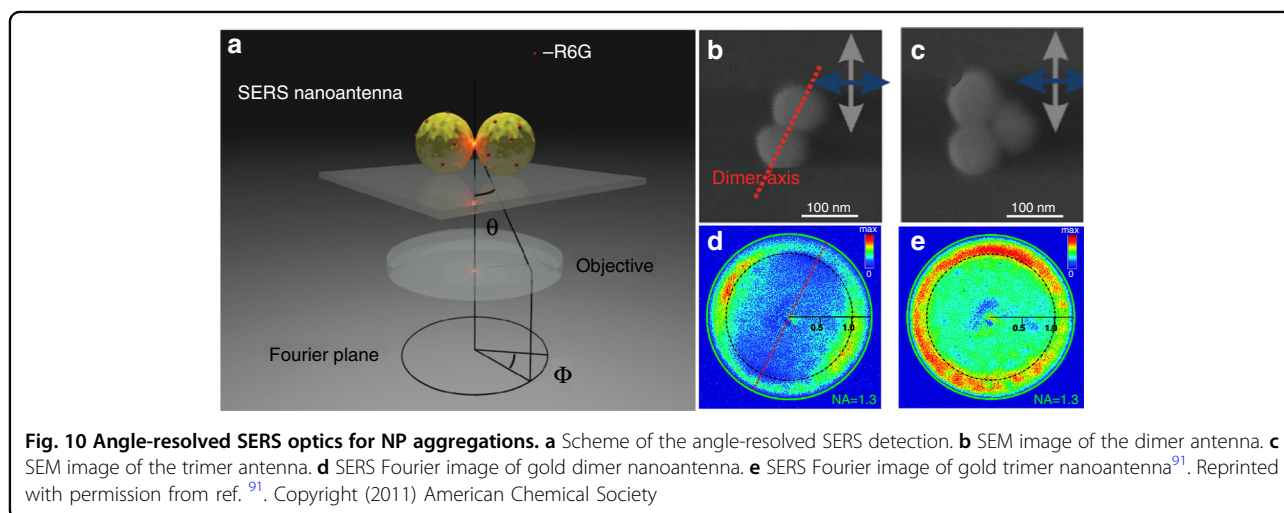 a
–R6G
SERS nanoantenna
θ
Objective
Fourier plane
Φ
b
Dimer axis
100 nm
c
100 nm
d
max
0
0.5
1.0
NA=1.3
e
max
0
0.5
1.0
NA=1.3
Fig. 10 Angle-resolved SERS optics for NP aggregations. a Scheme of the angle-resolved SERS detection. b SEM image of the dimer antenna. c
SEM image of the trimer antenna. d SERS Fourier image of gold dimer nanoantenna. e SERS Fourier image of gold trimer nanoantenna91. Reprinted
with permission from ref. 91. Copyright (2011) American Chemical Society